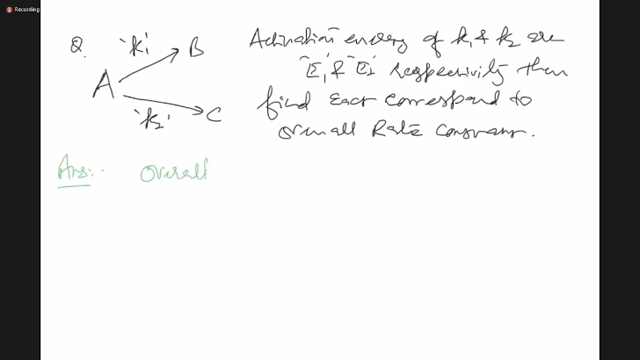 Recording
Q. 'k1' B Activation energy of k1 & k2 are
A 'E1' & 'E2' respectively then
'k2' C find Eact correspond to
overall Rate constant.
Ans:- Overall